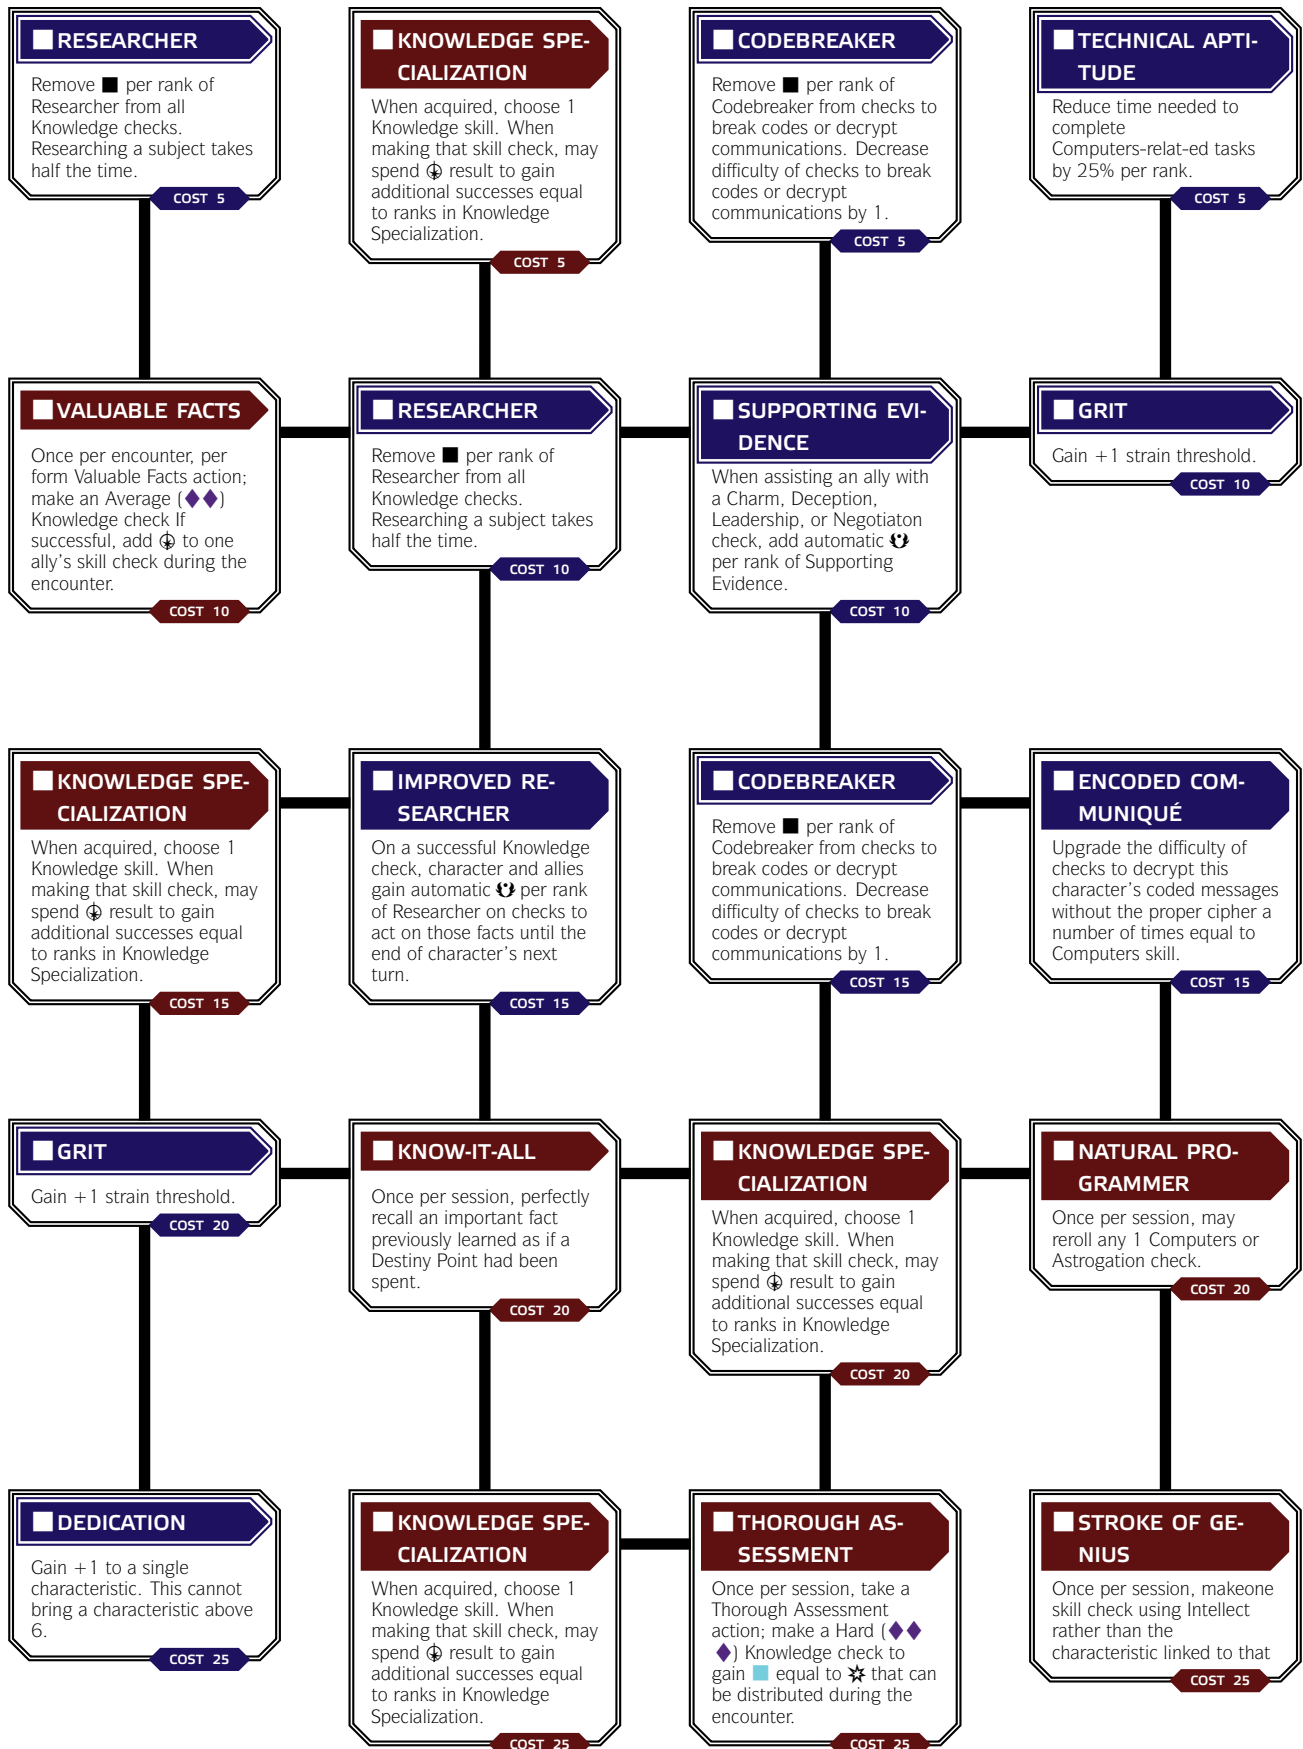 RESEARCHER
Remove ■ per rank of
Researcher from all
Knowledge checks.
Researching a subject takes
half the time.
COST 5
KNOWLEDGE SPE-
CIALIZATION
When acquired, choose 1
Knowledge skill. When
making that skill check, may
spend result to gain
additional successes equal
to ranks in Knowledge
Specialization.
COST 5
CODEBREAKER
Remove ■ per rank of
Codebreaker from checks to
break codes or decrypt
communications. Decrease
difficulty of checks to break
codes or decrypt
communications by 1.
COST 5
TECHNICAL APTI-
TUDE
Reduce time needed to
complete
Computers-relat-ed tasks
by 25% per rank.
COST 5
VALUABLE FACTS
Once per encounter, per
form Valuable Facts action;
make an Average (♦♦)
Knowledge check If
successful, add to one
ally's skill check during the
encounter.
COST 10
RESEARCHER
Remove ■ per rank of
Researcher from all
Knowledge checks.
Researching a subject takes
half the time.
COST 10
SUPPORTING EVI-
DENCE
When assisting an ally with
a Charm, Deception,
Leadership, or Negotiaton
check, add automatic
per rank of Supporting
Evidence.
COST 10
GRIT
Gain +1 strain threshold.
COST 10
KNOWLEDGE SPE-
CIALIZATION
When acquired, choose 1
Knowledge skill. When
making that skill check, may
spend result to gain
additional successes equal
to ranks in Knowledge
Specialization.
COST 15
IMPROVED RE-
SEARCHER
On a successful Knowledge
check, character and allies
gain automatic per rank
of Researcher on checks to
act on those facts until the
end of character's next
turn.
COST 15
CODEBREAKER
Remove ■ per rank of
Codebreaker from checks to
break codes or decrypt
communications. Decrease
difficulty of checks to break
codes or decrypt
communications by 1.
COST 15
ENCODED COM-
MUNIQUÉ
Upgrade the difficulty of
checks to decrypt this
character's coded messages
without the proper cipher a
number of times equal to
Computers skill.
COST 15
GRIT
Gain +1 strain threshold.
COST 20
KNOW-IT-ALL
Once per session, perfectly
recall an important fact
previously learned as if a
Destiny Point had been
spent.
COST 20
KNOWLEDGE SPE-
CIALIZATION
When acquired, choose 1
Knowledge skill. When
making that skill check, may
spend result to gain
additional successes equal
to ranks in Knowledge
Specialization.
COST 20
NATURAL PRO-
GRAMMER
Once per session, may
reroll any 1 Computers or
Astrogation check.
COST 20
DEDICATION
Gain +1 to a single
characteristic. This cannot
bring a characteristic above
6.
COST 25
KNOWLEDGE SPE-
CIALIZATION
When acquired, choose 1
Knowledge skill. When
making that skill check, may
spend result to gain
additional successes equal
to ranks in Knowledge
Specialization.
COST 25
THOROUGH AS-
SESSMENT
Once per session, take a
Thorough Assessment
action; make a Hard (♦♦
♦) Knowledge check to
gain ■ equal to that can
be distributed during the
encounter.
COST 25
STROKE OF GE-
NIUS
Once per session, makeone
skill check using Intellect
rather than the
characteristic linked to that
COST 25